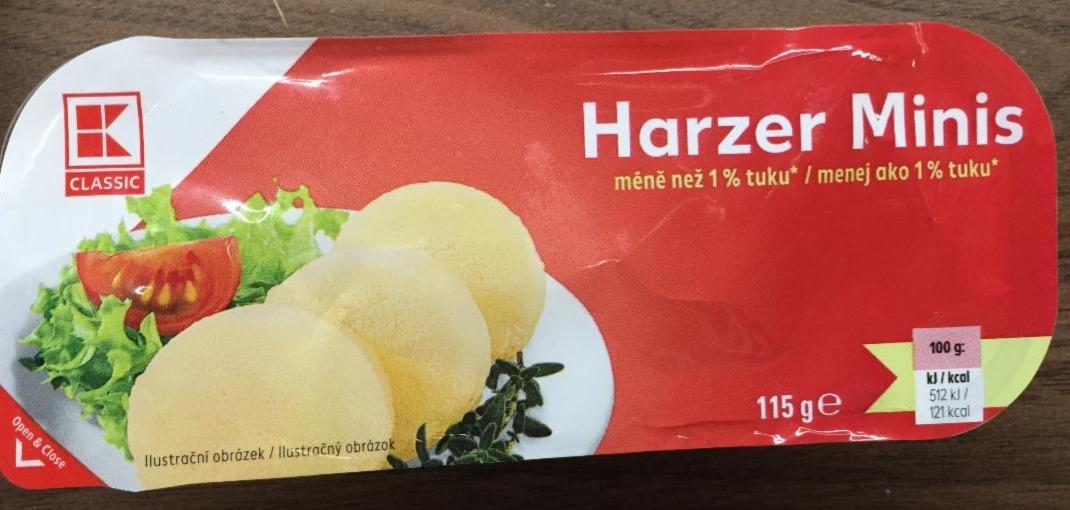 K
CLASSIC
Harzer Minis
méně než 1 % tuku* / menej ako 1 % tuku*
100 g:
kJ / kcal
512 kJ /
121 kcal
115 g ℮
Ilustrační obrázek / Ilustračný obrázok
Open & Close